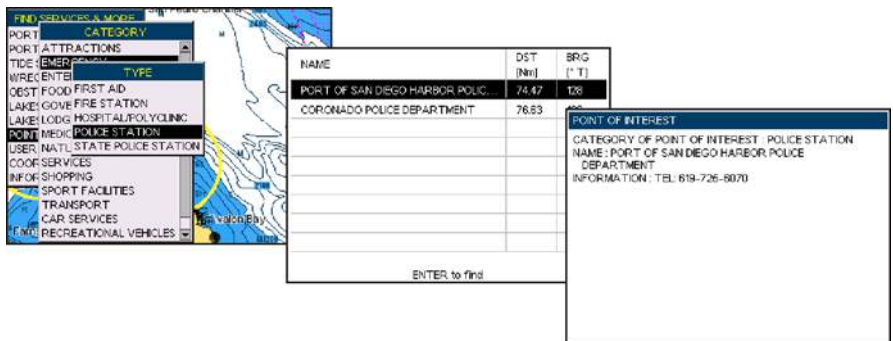 FIND SERVICES & MORE
PORT
PORT
TIDE S
WREC
OBST
LAKES
LAKES
POINT
USER
COOR
INFOR
CATEGORY
ATTRACTIONS
EMERGENCY
ENTE
FOOD
GOVE
LODG
MEDIC
NATU
SERVICES
SHOPPING
SPORT FACILITIES
TRANSPORT
CAR SERVICES
RECREATIONAL VEHICLES
TYPE
FIRST AID
FIRE STATION
HOSPITAL/POLYCLINIC
POLICE STATION
STATE POLICE STATION
Avalon Bay
NAME DST BRG
[Nm] [° T]
PORT OF SAN DIEGO HARBOR POLIC... 74.47 128
CORONADO POLICE DEPARTMENT 76.63
ENTER to find
POINT OF INTEREST
CATEGORY OF POINT OF INTEREST : POLICE STATION
NAME : PORT OF SAN DIEGO HARBOR POLICE
DEPARTMENT
INFORMATION : TEL: 619-726-6070